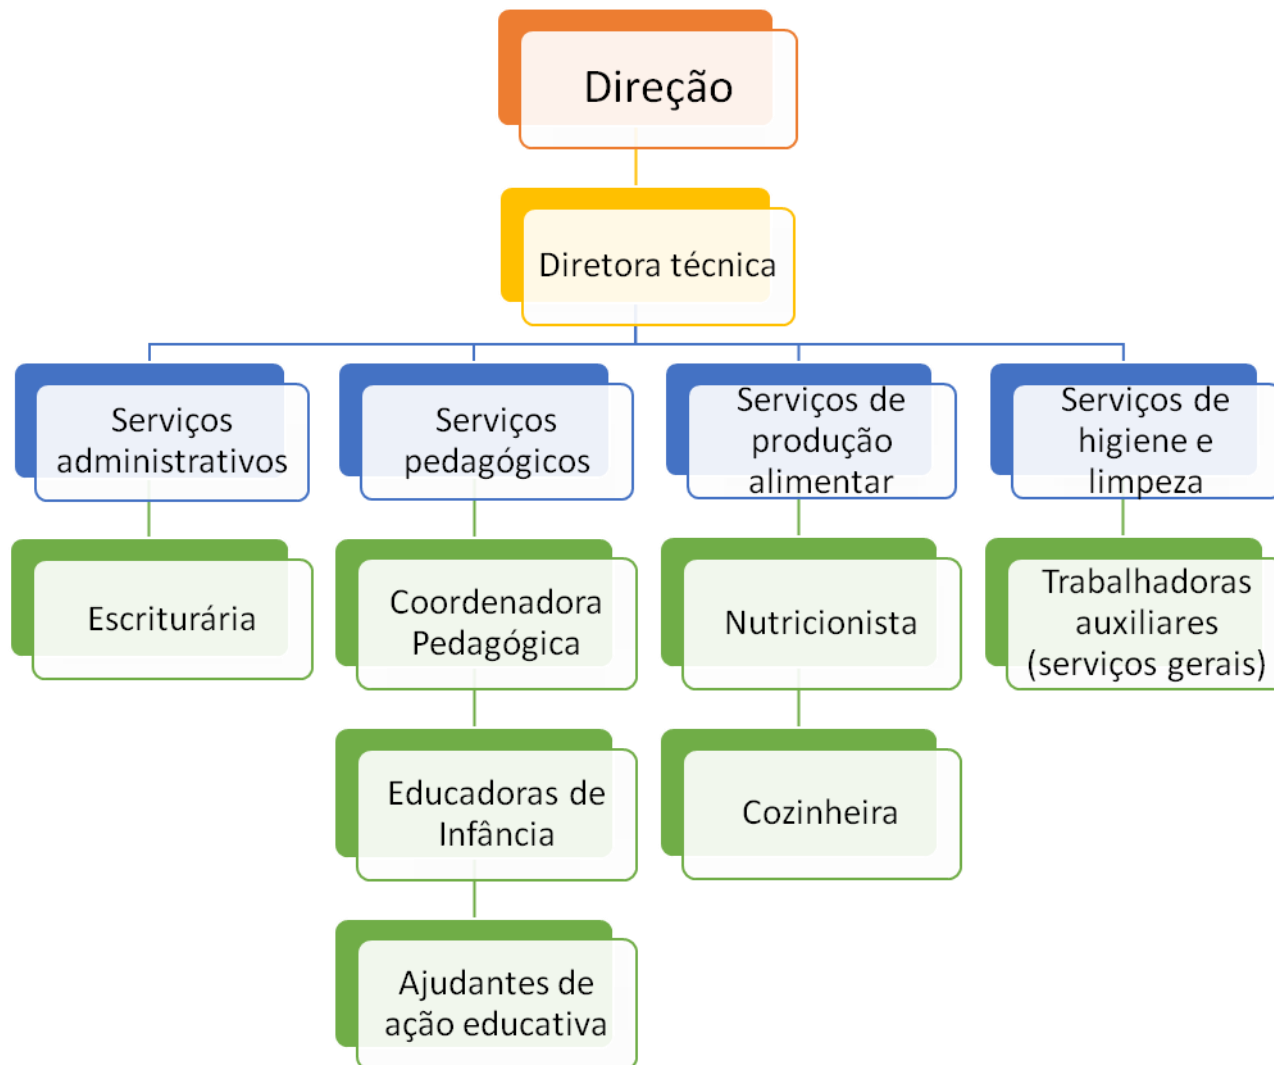 Direção
Diretora técnica
Serviços
administrativos
Serviços
pedagógicos
Serviços de
produção
alimentar
Serviços de
higiene e
limpeza
Escriturária
Coordenadora
Pedagógica
Nutricionista
Trabalhadoras
auxiliares
(serviços gerais)
Educadoras de
Infância
Cozinheira
Ajudantes de
ação educativa